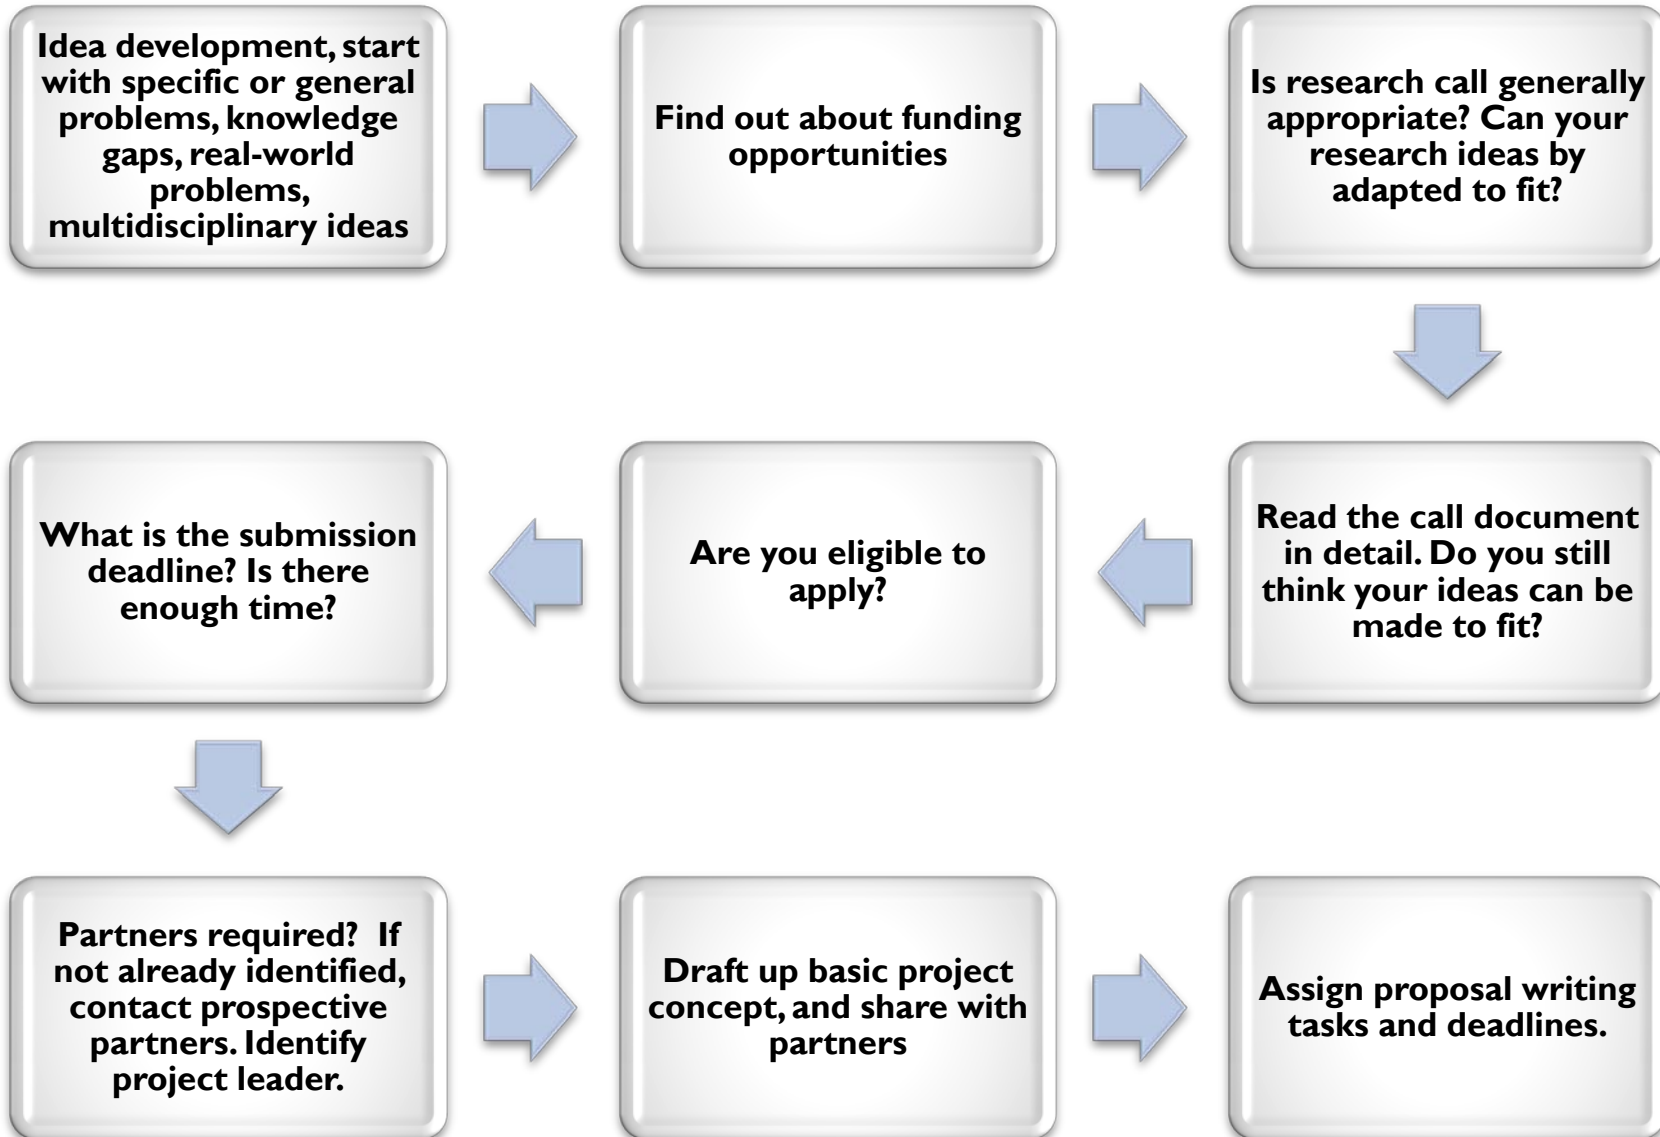 Idea development, start
with specific or general
problems, knowledge
gaps, real-world
problems,
multidisciplinary ideas
Find out about funding
opportunities
Is research call generally
appropriate? Can your
research ideas by
adapted to fit?
Read the call document
in detail. Do you still
think your ideas can be
made to fit?
Are you eligible to
apply?
What is the submission
deadline? Is there
enough time?
Partners required?  If
not already identified,
contact prospective
partners. Identify
project leader.
Draft up basic project
concept, and share with
partners
Assign proposal writing
tasks and deadlines.